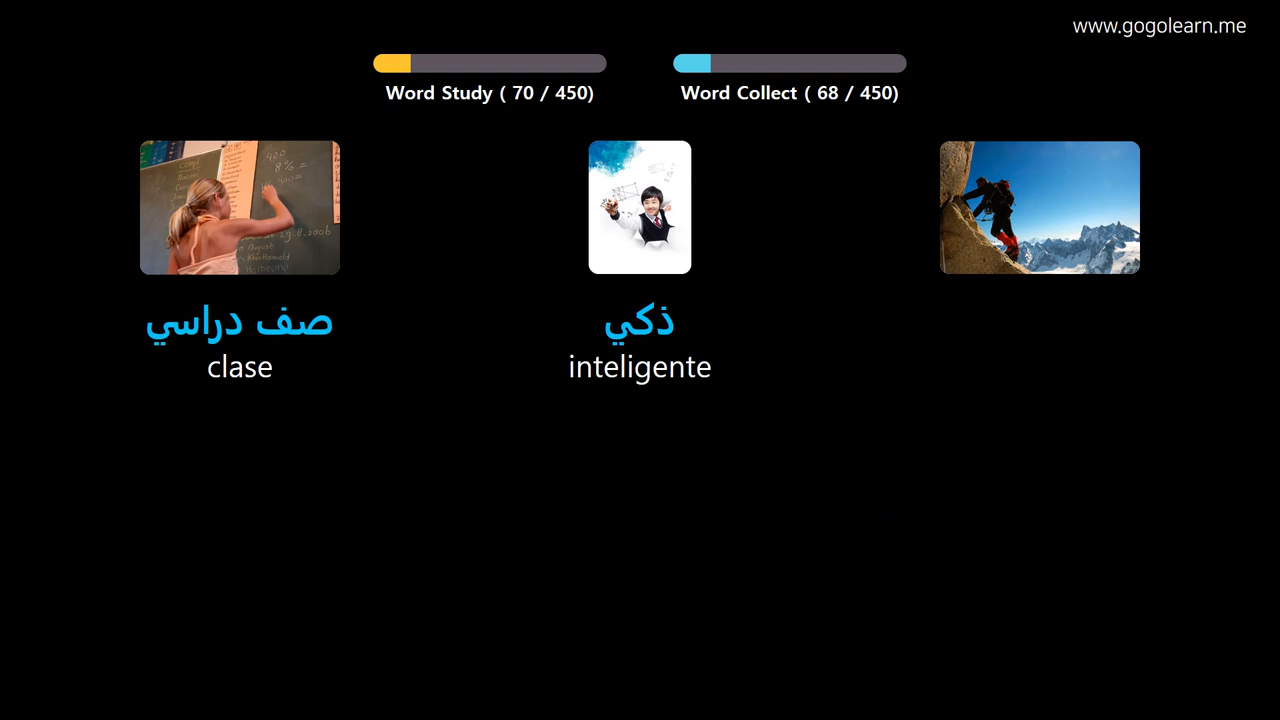 www.gogolearn.me
Word Study ( 70 / 450)
Word Collect ( 68 / 450)
صف دراسي
clase
ذكي
inteligente